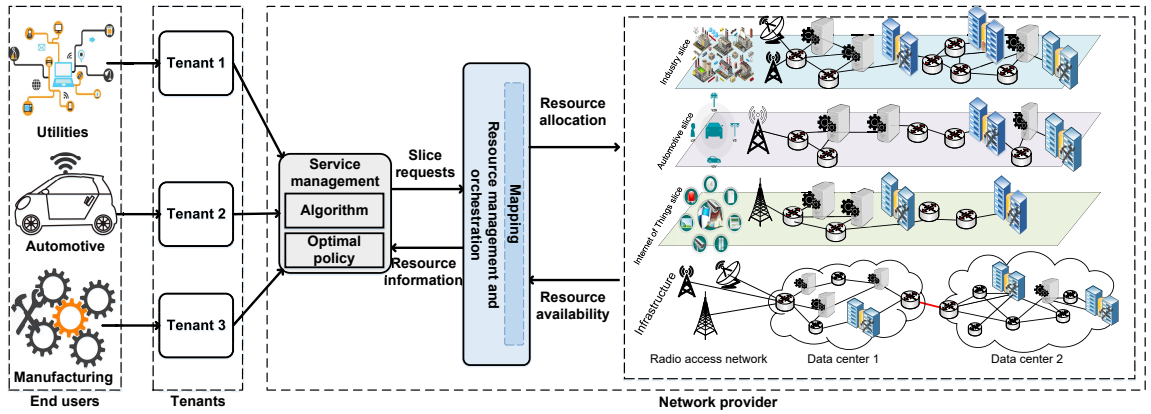 Utilities
Automotive
Manufacturing
End users
Tenant 1
Tenant 2
Tenant 3
Tenants
Service
management
Algorithm
Optimal
policy
Slice
requests
Resource
information
Resource management and
orchestration
Mapping
Resource
allocation
Resource
availability
Industry slice
Automotive slice
Internet of Things slice
Infrastructure
Radio access network
Data center 1
Data center 2
Network provider